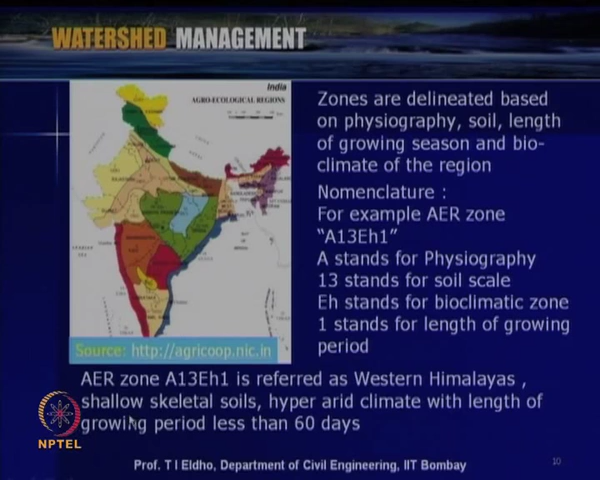 WATERSHED MANAGEMENT
India
AGRO-ECOLOGICAL REGIONS
Source: http://agricoop.nic.in
Zones are delineated based
on physiography, soil, length
of growing season and bio-
climate of the region
Nomenclature :
For example AER zone
"A13Eh1"
A stands for Physiography
13 stands for soil scale
Eh stands for bioclimatic zone
1 stands for length of growing
period
AER zone A13Eh1 is referred as Western Himalayas ,
shallow skeletal soils, hyper arid climate with length of
growing period less than 60 days
NPTEL
Prof. T I Eldho, Department of Civil Engineering, IIT Bombay
10